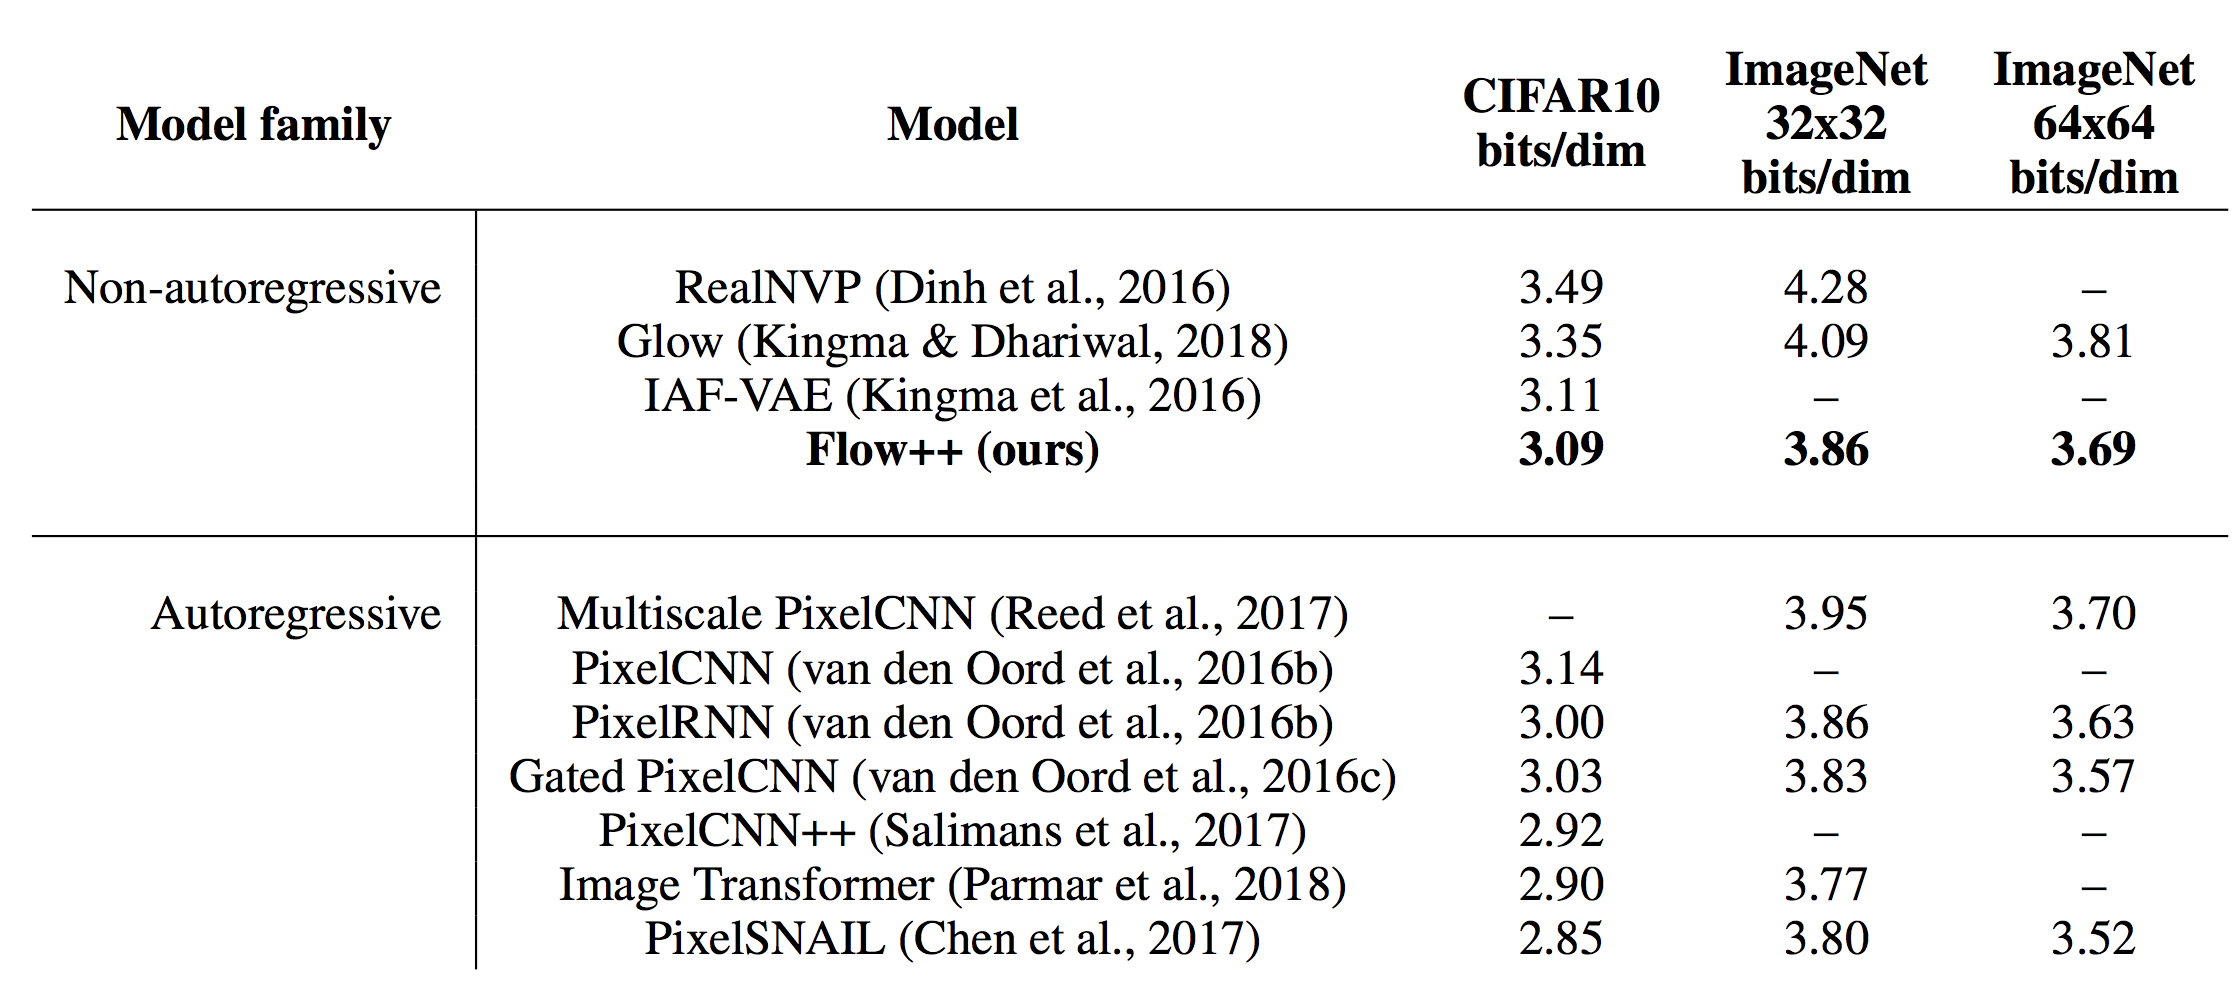 Model family Model CIFAR10 bits/dim ImageNet 32x32 bits/dim ImageNet 64x64 bits/dim
Non-autoregressive RealNVP (Dinh et al., 2016) 3.49 4.28 –
Glow (Kingma & Dhariwal, 2018) 3.35 4.09 3.81
IAF-VAE (Kingma et al., 2016) 3.11 – –
Flow++ (ours) 3.09 3.86 3.69
Autoregressive Multiscale PixelCNN (Reed et al., 2017) – 3.95 3.70
PixelCNN (van den Oord et al., 2016b) 3.14 – –
PixelRNN (van den Oord et al., 2016b) 3.00 3.86 3.63
Gated PixelCNN (van den Oord et al., 2016c) 3.03 3.83 3.57
PixelCNN++ (Salimans et al., 2017) 2.92 – –
Image Transformer (Parmar et al., 2018) 2.90 3.77 –
PixelSNAIL (Chen et al., 2017) 2.85 3.80 3.52